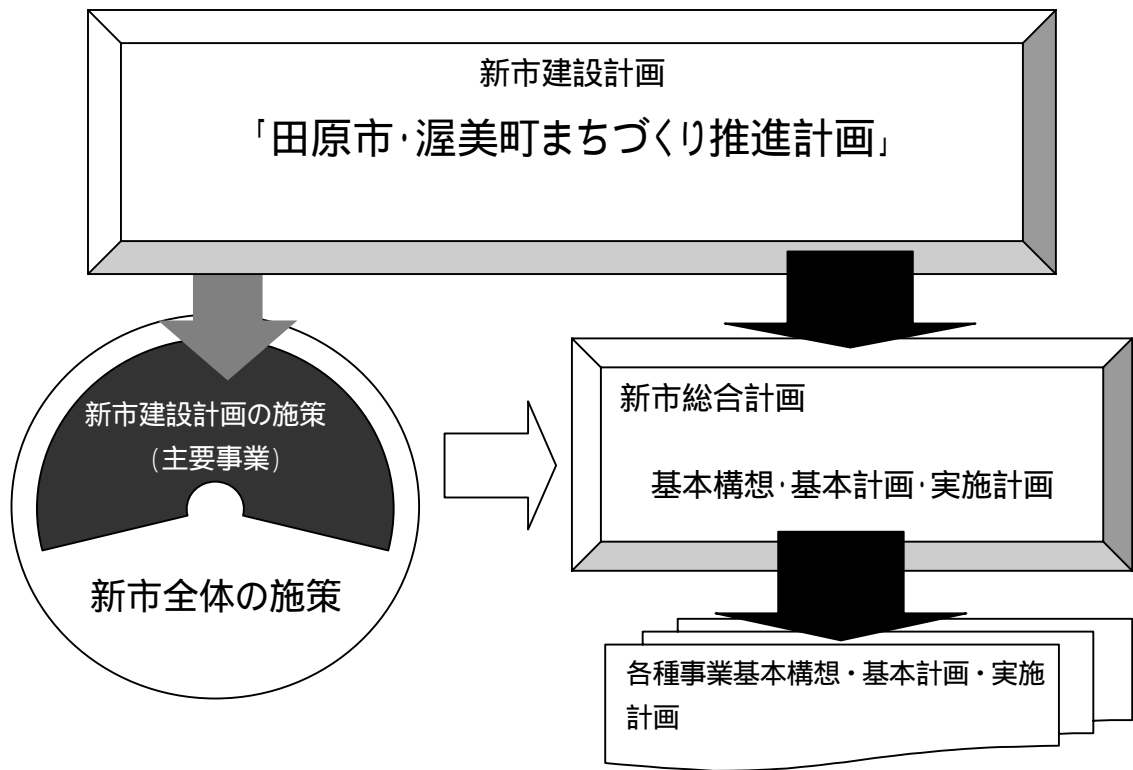 新市建設計画
「田原市・渥美町まちづくり推進計画」
新市建設計画の施策
(主要事業)
新市全体の施策
新市総合計画
基本構想・基本計画・実施計画
各種事業基本構想・基本計画・実施
計画